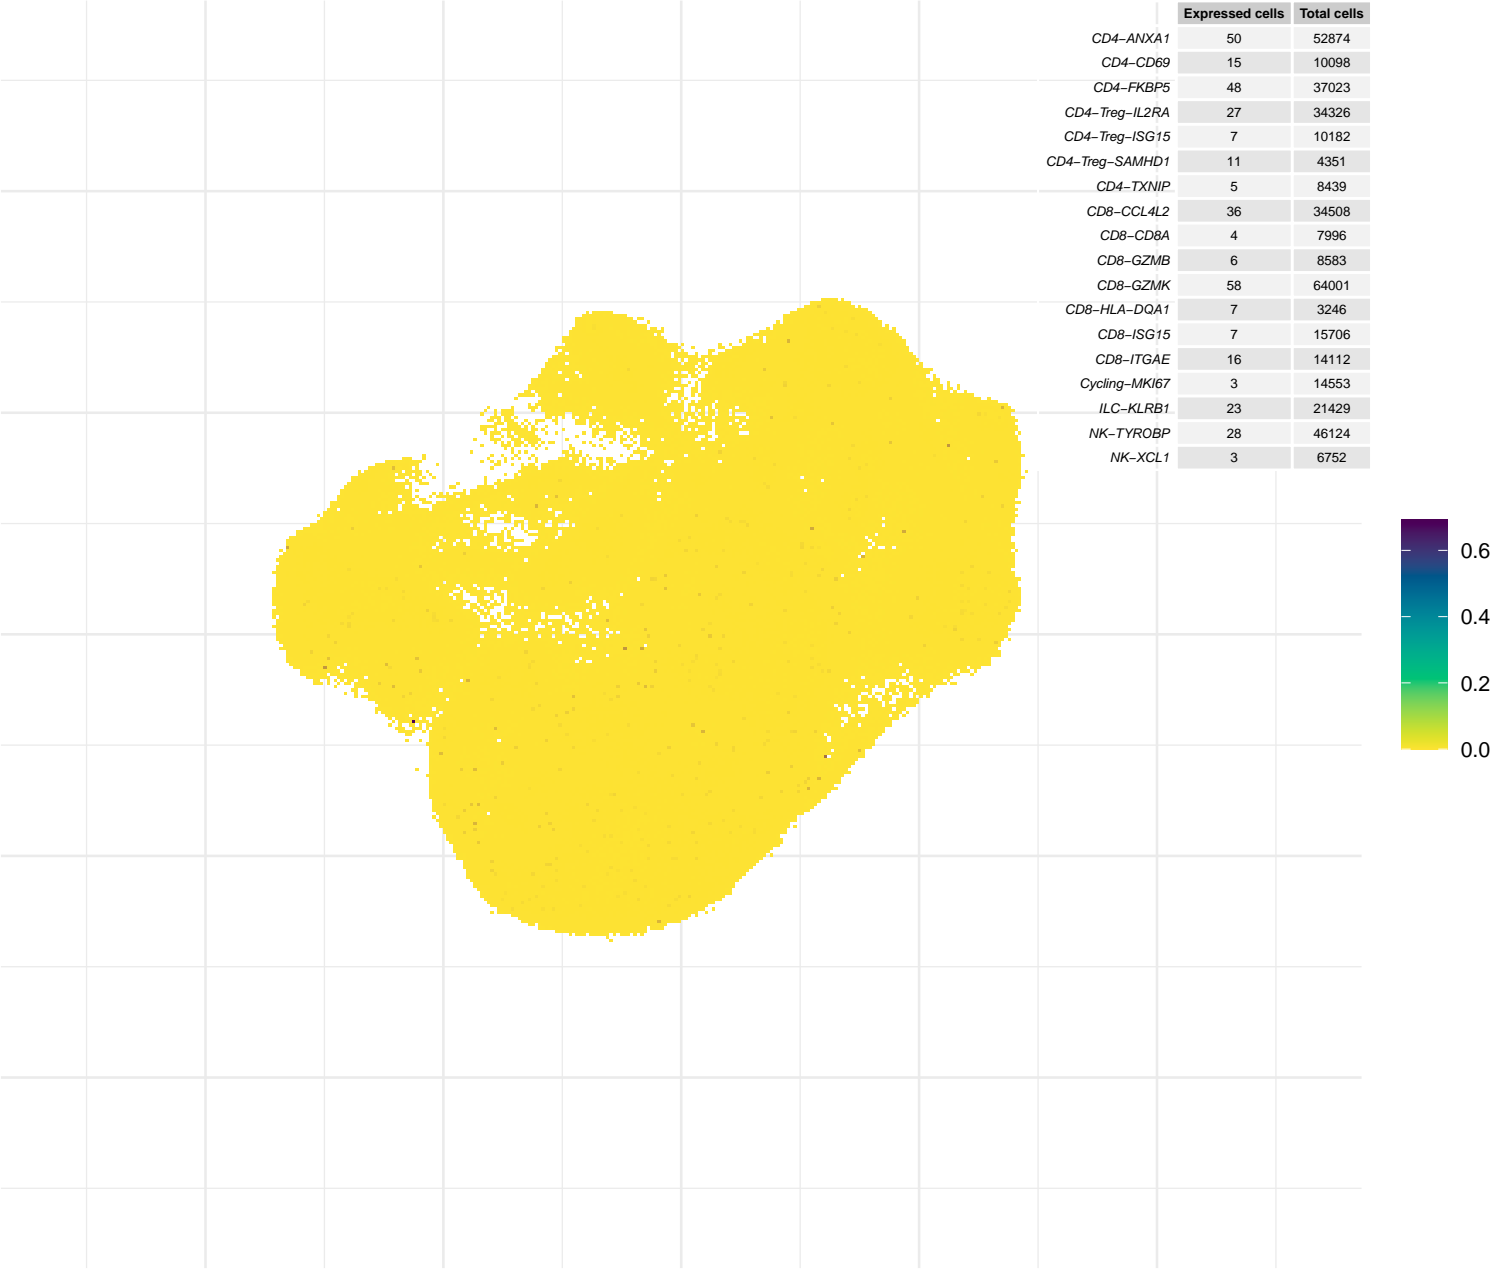 Expressed cells Total cells
CD4−ANXA1 50 52874
CD4−CD69 15 10098
CD4−FKBP5 48 37023
CD4−Treg−IL2RA 27 34326
CD4−Treg−ISG15 7 10182
CD4−Treg−SAMHD1 11 4351
CD4−TXNIP 5 8439
CD8−CCL4L2 36 34508
CD8−CD8A 4 7996
CD8−GZMB 6 8583
CD8−GZMK 58 64001
CD8−HLA−DQA1 7 3246
CD8−ISG15 7 15706
CD8−ITGAE 16 14112
Cycling−MKI67 3 14553
ILC−KLRB1 23 21429
NK−TYROBP 28 46124
NK−XCL1 3 6752
0.6
0.4
0.2
0.0